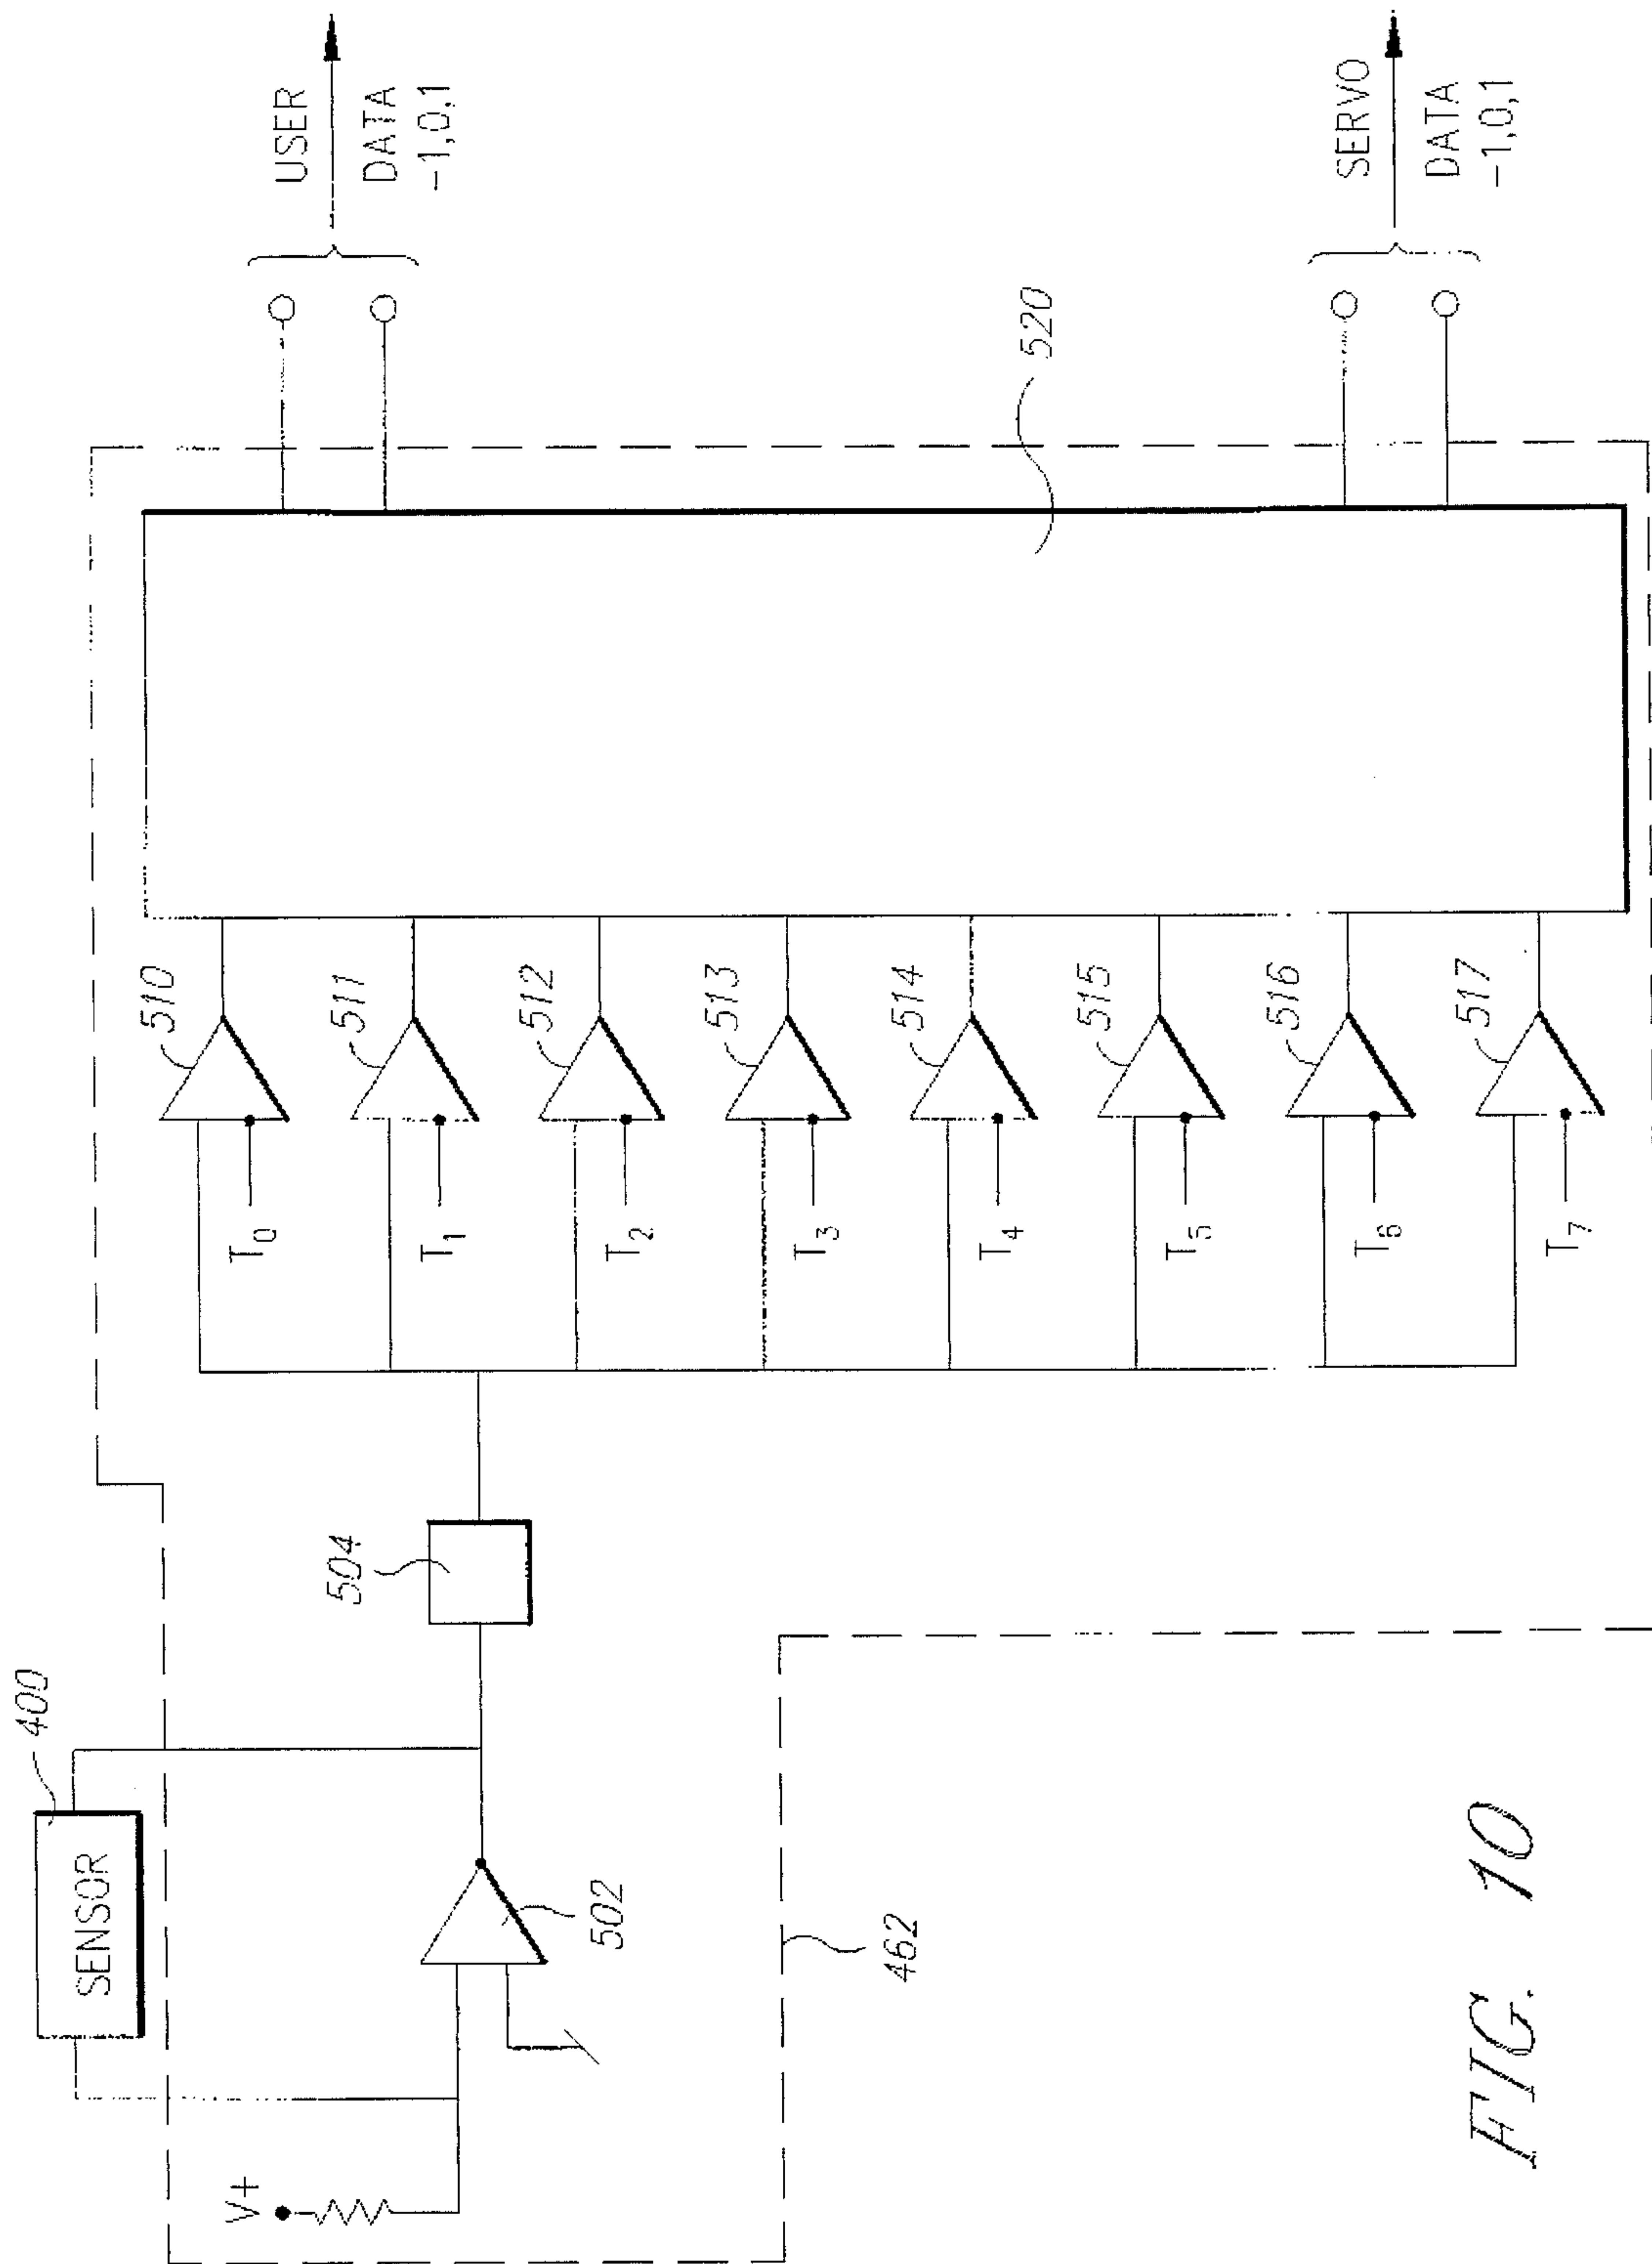 400
SENSOR
V+
502
504
462
510
511
512
513
514
515
516
517
T0
T1
T2
T3
T4
T5
T6
T7
520
USER
DATA
-1,0,1
SERVO
DATA
-1,0,1
FIG. 10